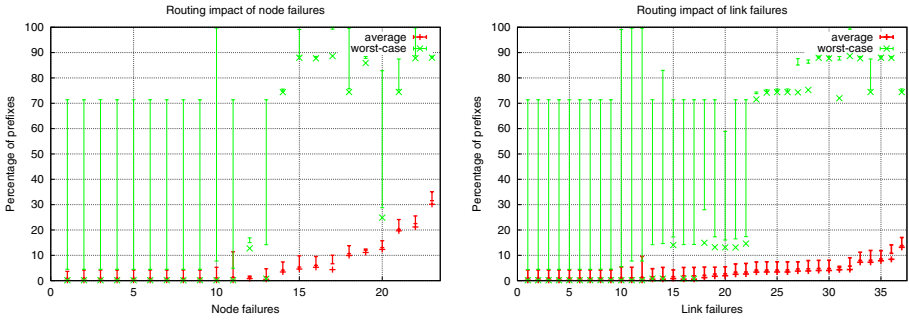 Routing impact of node failures
average
worst-case
Percentage of prefixes
100
90
80
70
60
50
40
30
20
10
0
0 5 10 15 20
Node failures
Routing impact of link failures
average
worst-case
Percentage of prefixes
100
90
80
70
60
50
40
30
20
10
0
0 5 10 15 20 25 30 35
Link failures